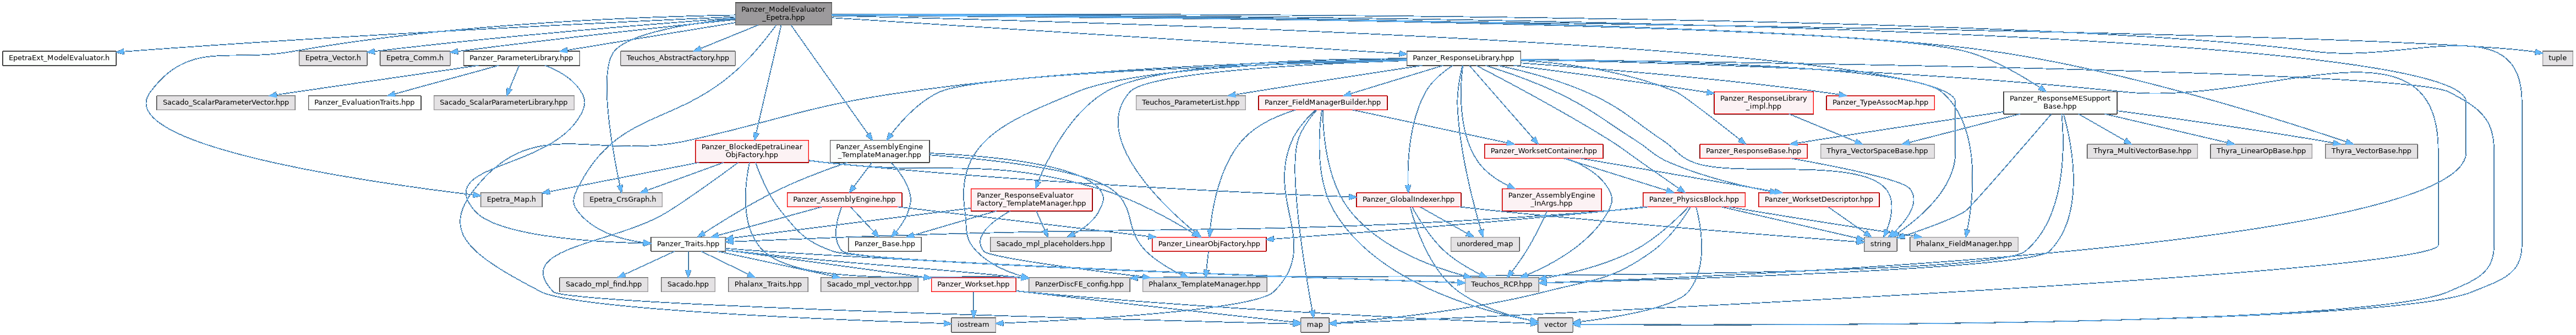 Panzer_ModelEvaluator
_Epetra.hpp
EpetraExt_ModelEvaluator.h
Epetra_Vector.h
Epetra_Comm.h
Panzer_ParameterLibrary.hpp
Teuchos_AbstractFactory.hpp
Panzer_ResponseLibrary.hpp
tuple
Sacado_ScalarParameterVector.hpp
Panzer_EvaluationTraits.hpp
Sacado_ScalarParameterLibrary.hpp
Teuchos_ParameterList.hpp
Panzer_FieldManagerBuilder.hpp
Panzer_ResponseLibrary
_impl.hpp
Panzer_TypeAssocMap.hpp
Panzer_ResponseMESupport
Base.hpp
Panzer_BlockedEpetraLinear
ObjFactory.hpp
Panzer_AssemblyEngine
_TemplateManager.hpp
Panzer_WorksetContainer.hpp
Panzer_ResponseBase.hpp
Thyra_VectorSpaceBase.hpp
Thyra_MultiVectorBase.hpp
Thyra_LinearOpBase.hpp
Thyra_VectorBase.hpp
Epetra_Map.h
Epetra_CrsGraph.h
Panzer_AssemblyEngine.hpp
Panzer_ResponseEvaluator
Factory_TemplateManager.hpp
Panzer_GlobalIndexer.hpp
Panzer_AssemblyEngine
_InArgs.hpp
Panzer_PhysicsBlock.hpp
Panzer_WorksetDescriptor.hpp
Panzer_Traits.hpp
Panzer_Base.hpp
Sacado_mpl_placeholders.hpp
Panzer_LinearObjFactory.hpp
unordered_map
string
Phalanx_FieldManager.hpp
Sacado_mpl_find.hpp
Sacado.hpp
Phalanx_Traits.hpp
Sacado_mpl_vector.hpp
Panzer_Workset.hpp
PanzerDiscFE_config.hpp
Phalanx_TemplateManager.hpp
Teuchos_RCP.hpp
iostream
map
vector